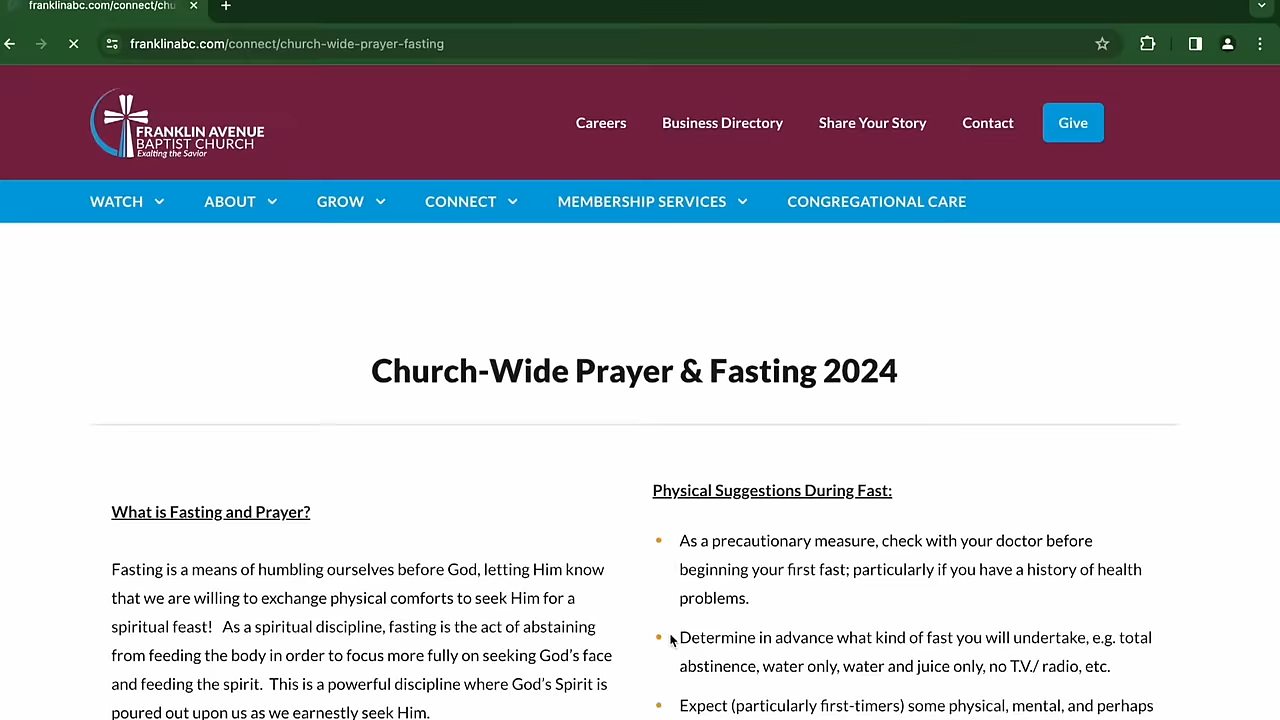 franklinabc.com/connect/chu
franklinabc.com/connect/church-wide-prayer-fasting
FRANKLIN AVENUE
BAPTIST CHURCH
Exalting the Savior
Careers
Business Directory
Share Your Story
Contact
Give
WATCH
ABOUT
GROW
CONNECT
MEMBERSHIP SERVICES
CONGREGATIONAL CARE
Church-Wide Prayer & Fasting 2024
What is Fasting and Prayer?
Fasting is a means of humbling ourselves before God, letting Him know
that we are willing to exchange physical comforts to seek Him for a
spiritual feast!   As a spiritual discipline, fasting is the act of abstaining
from feeding the body in order to focus more fully on seeking God's face
and feeding the spirit.  This is a powerful discipline where God's Spirit is
poured out upon us as we earnestly seek Him.
Physical Suggestions During Fast:
As a precautionary measure, check with your doctor before
beginning your first fast; particularly if you have a history of health
problems.
Determine in advance what kind of fast you will undertake, e.g. total
abstinence, water only, water and juice only, no T.V./ radio, etc.
Expect (particularly first-timers) some physical, mental, and perhaps